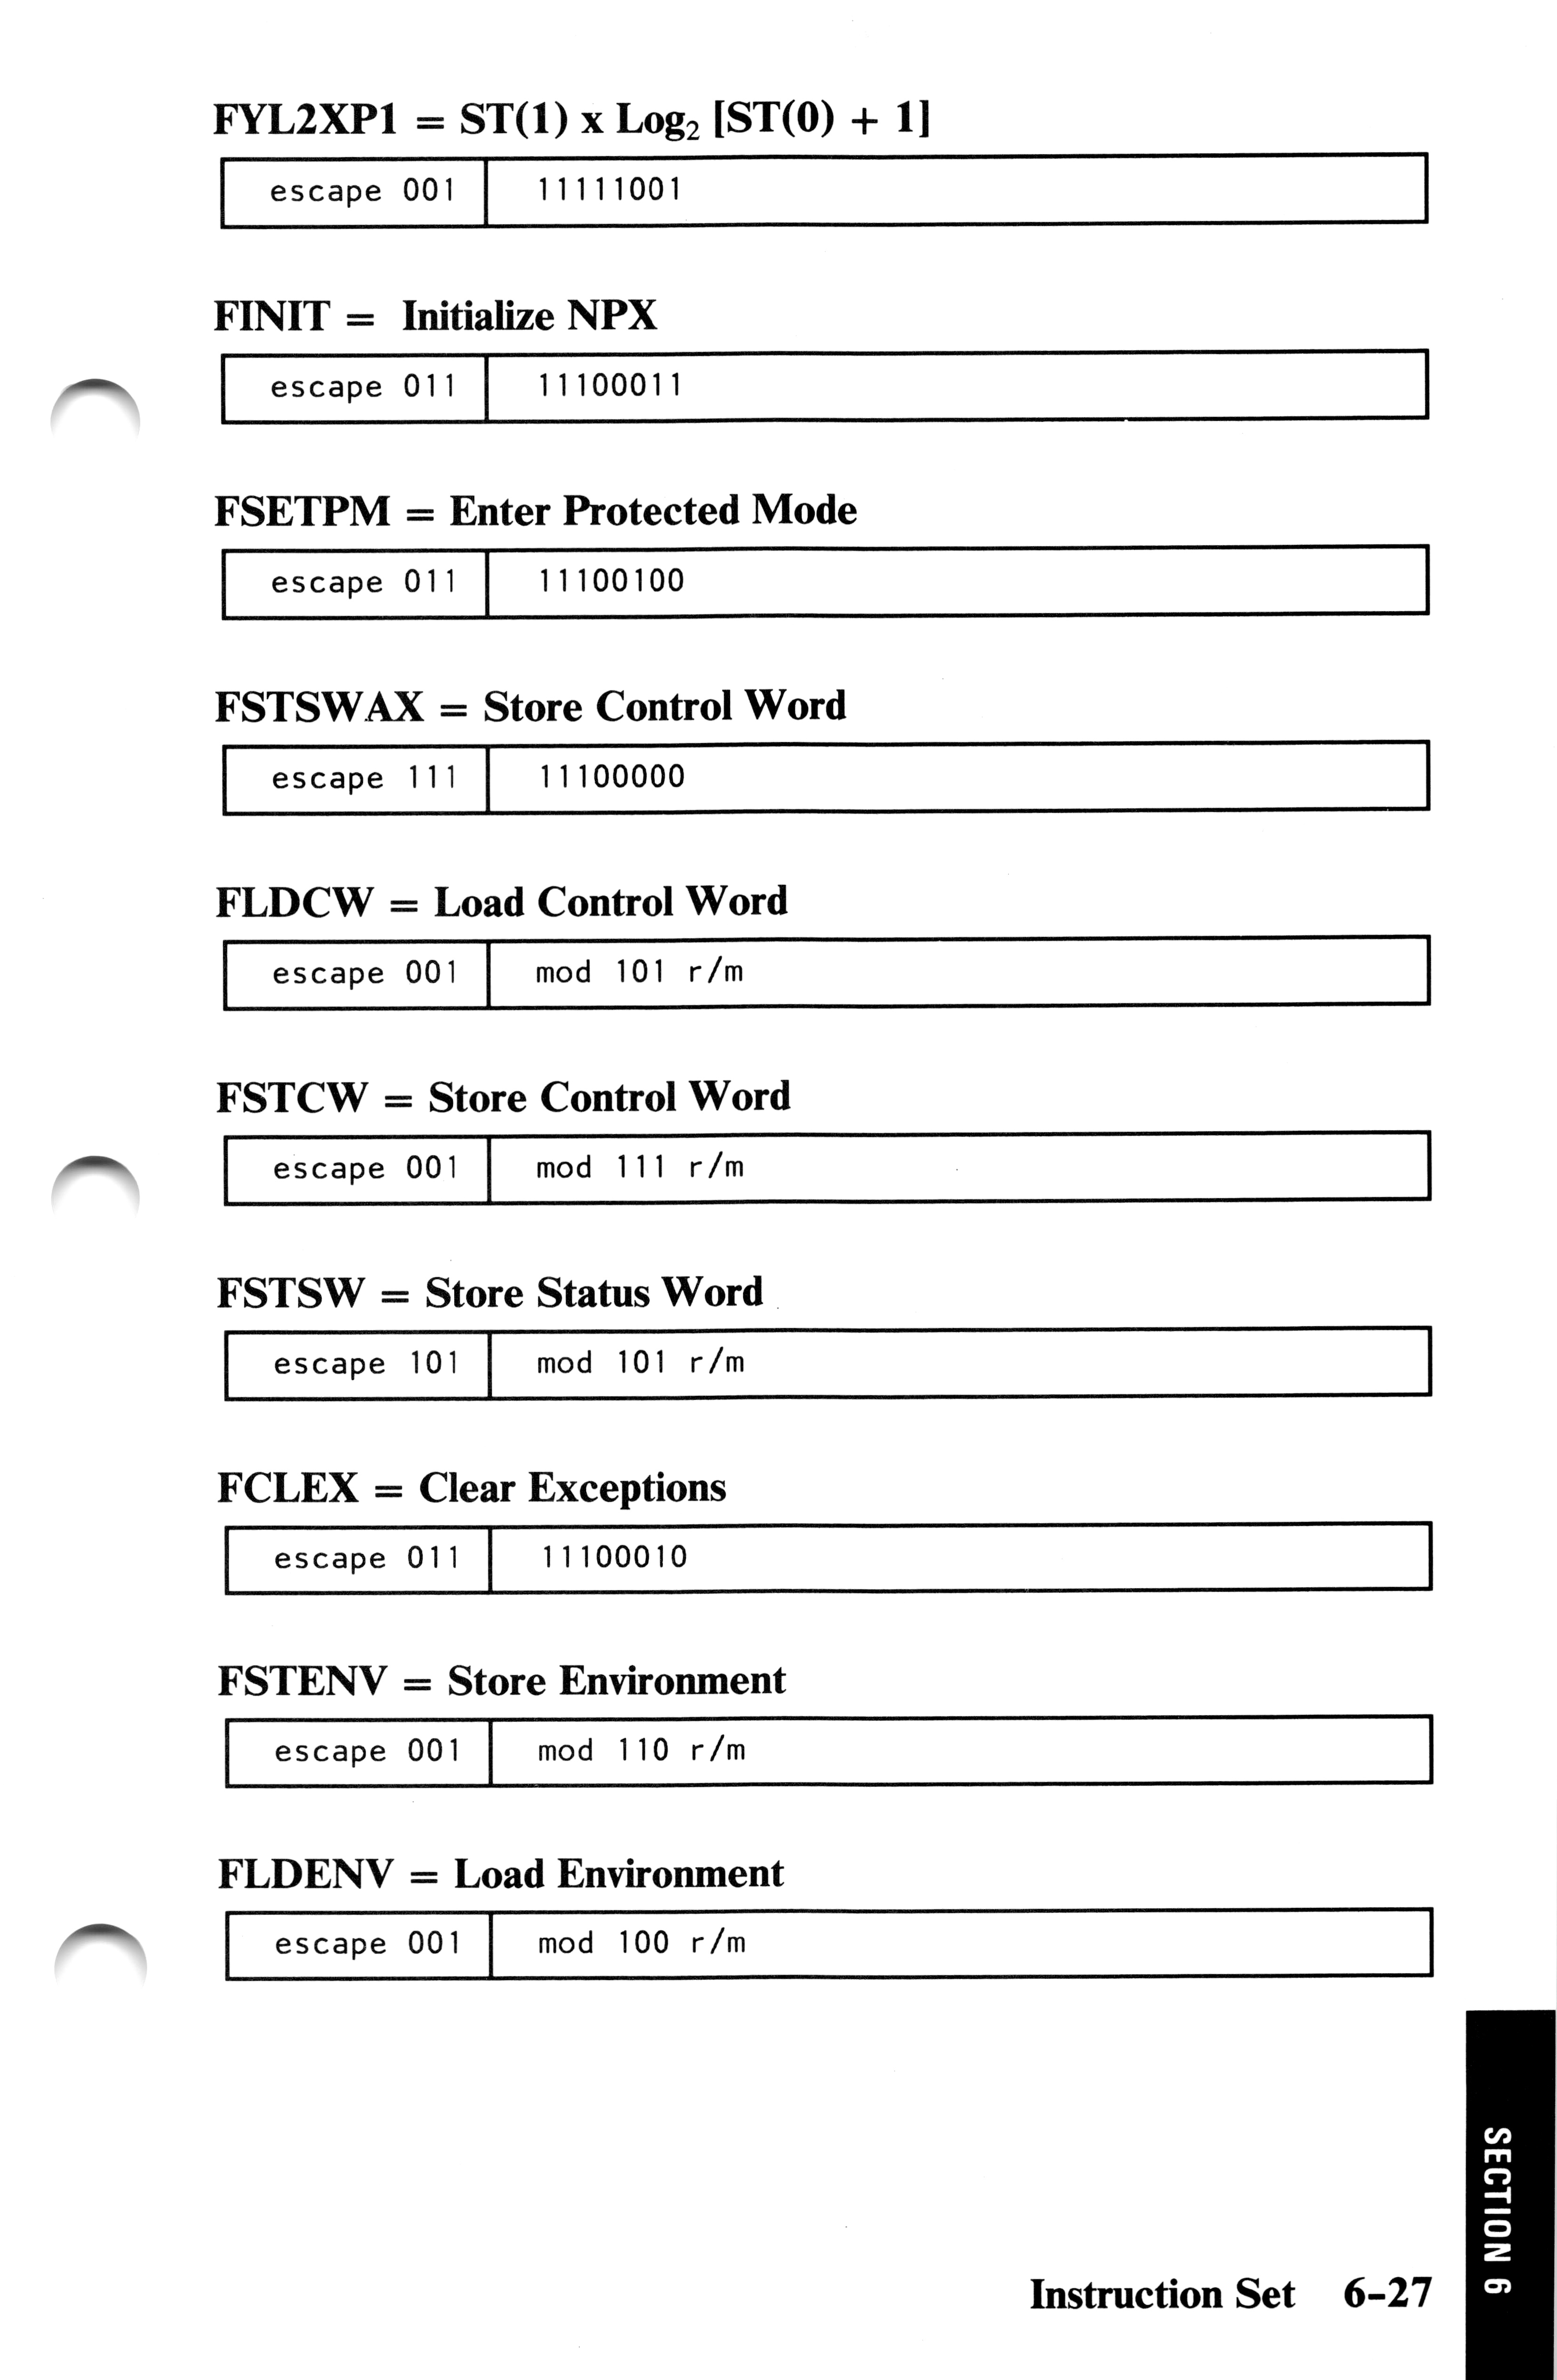 FYL2XP1 = ST(1) x Log₂ [ST(0) + 1]
escape 001 11111001
FINIT = Initialize NPX
escape 011 11100011
FSETPM = Enter Protected Mode
escape 011 11100100
FSTSWAX = Store Control Word
escape 111 11100000
FLDCW = Load Control Word
escape 001 mod 101 r/m
FSTCW = Store Control Word
escape 001 mod 111 r/m
FSTSW = Store Status Word
escape 101 mod 101 r/m
FCLEX = Clear Exceptions
escape 011 11100010
FSTENV = Store Environment
escape 001 mod 110 r/m
FLDENV = Load Environment
escape 001 mod 100 r/m
SECTION 6
Instruction Set 6–27